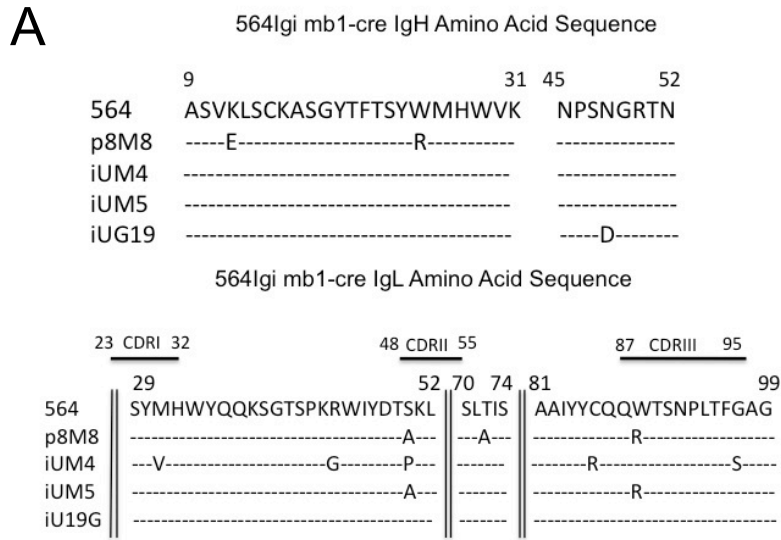 A
564Igi mb1-cre IgH Amino Acid Sequence
9 31 45 52
564 ASVKLSCKASGYTFTSYWMHWVK NPSNGRTN
p8M8 -----E----------------------R----------- ---------------
iUM4 ----------------------------------------- ---------------
iUM5 ----------------------------------------- ---------------
iUG19 ----------------------------------------- -----D--------
564Igi mb1-cre IgL Amino Acid Sequence
23 CDRI 32 48 CDRII 55 87 CDRIII 95
29 52 70 74 81 99
564 SYMHWYQQKSGTSPKRWIYDTSKL SLTIS AAIYYCQQWTSNPLTFGAG
p8M8 ----------------------------------A--- ---A--- ------------R----------------
iUM4 ---V--------------------G--------P--- ------- -------R-----------------S----
iUM5 ----------------------------------A--- ------- ------------R----------------
iU19G -------------------------------------- ------- ------------------------------